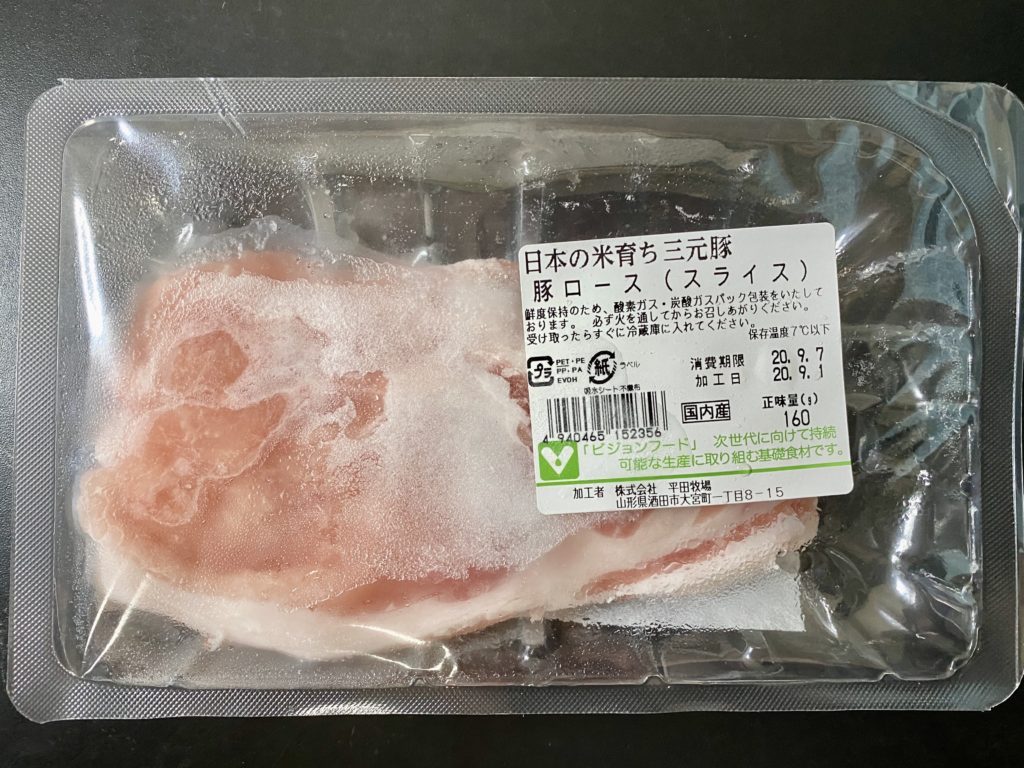 日本の米育ち三元豚
豚ロース(スライス)
鮮度保持のため、酸素ガス・炭酸ガスパック包装をいたして
おります。 必ず火を通してからお召しあがりください。
受け取ったらすぐに冷蔵庫に入れてください。
保存温度7℃以下
プラ PET・PE
PP・PA
EVOH
紙 ラベル
吸水シート:不織布
消費期限 20.9.7
加工日 20.9.1
国内産
正味量(g)
160
4 940465 152356
「ビジョンフード」 次世代に向けて持続
可能な生産に取り組む基礎食材です。
加工者 株式会社 平田牧場
山形県酒田市大宮町一丁目8-15